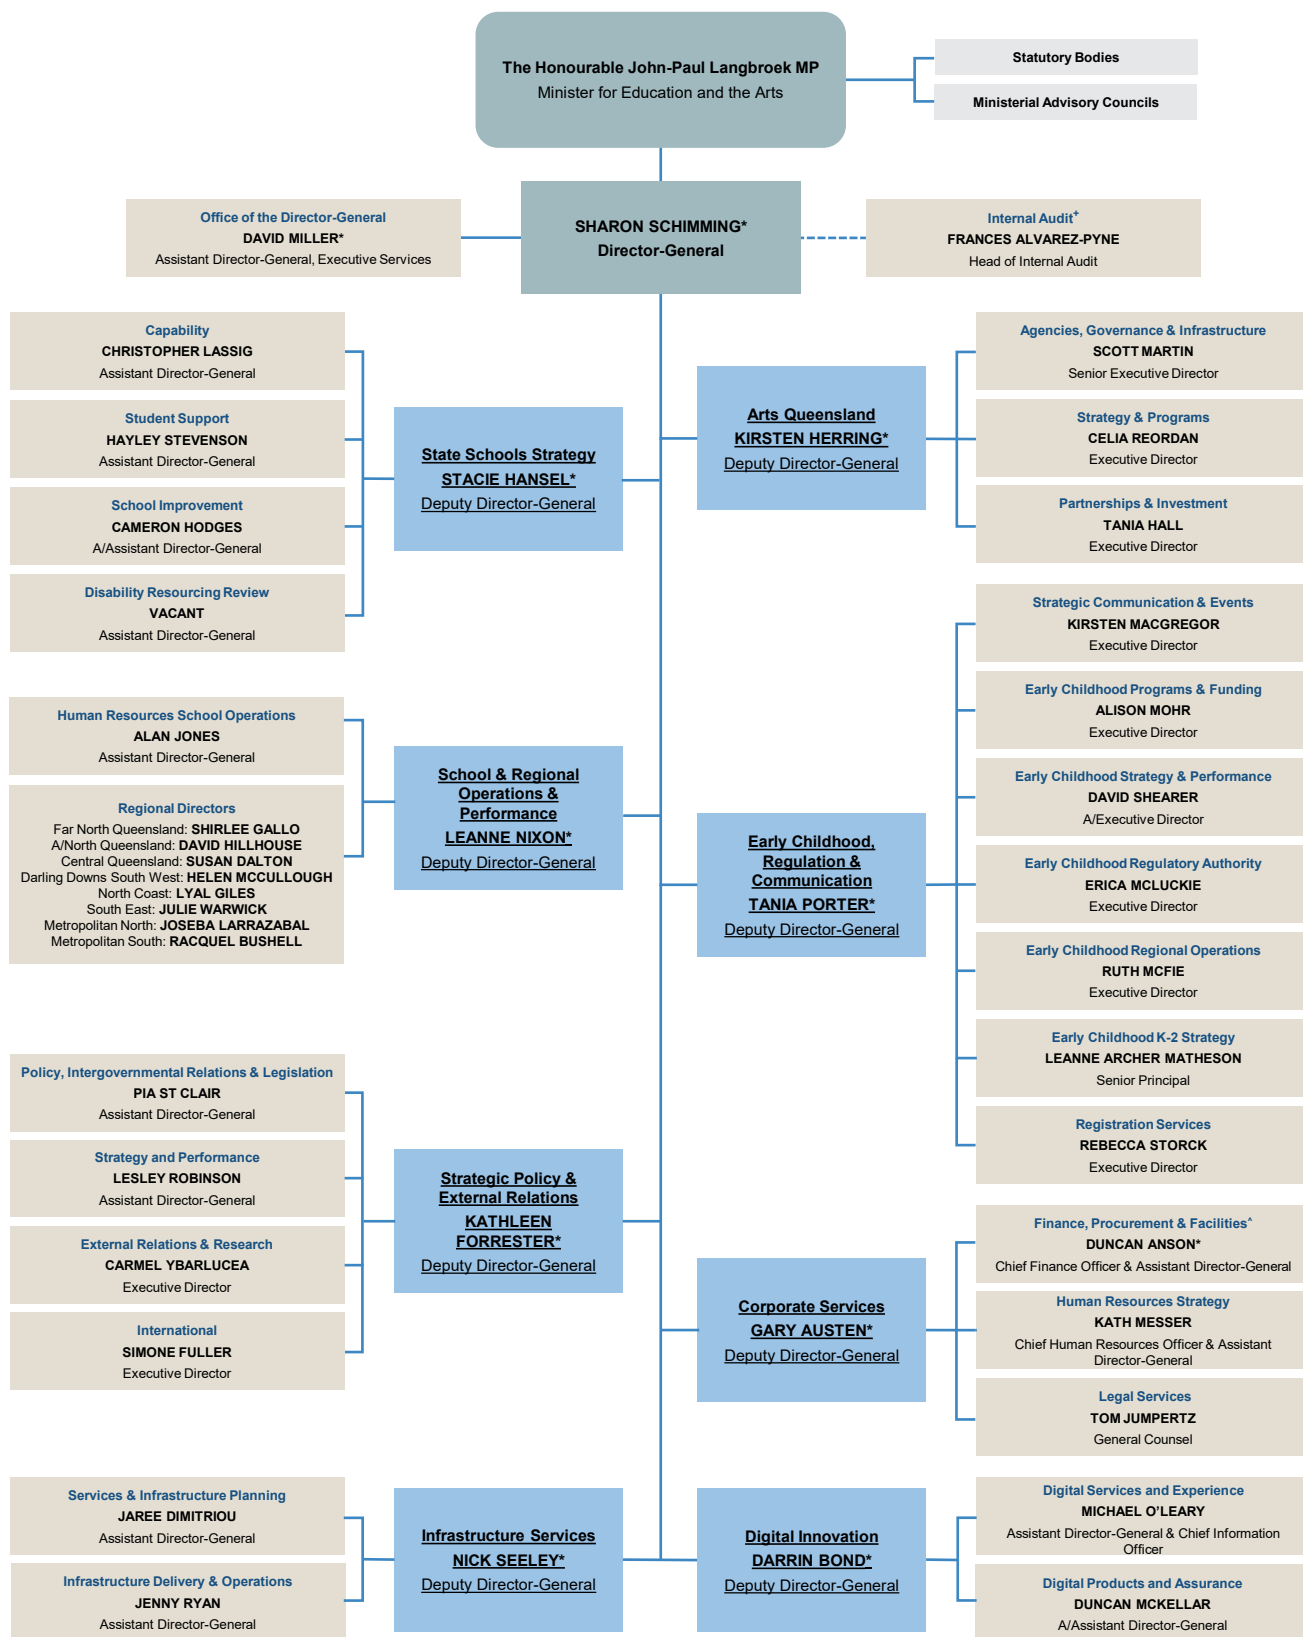 The Honourable John-Paul Langbroek MP
Minister for Education and the Arts
Statutory Bodies
Ministerial Advisory Councils
Office of the Director-General
DAVID MILLER*
Assistant Director-General, Executive Services
SHARON SCHIMMING*
Director-General
Internal Audit+
FRANCES ALVAREZ-PYNE
Head of Internal Audit
Capability
CHRISTOPHER LASSIG
Assistant Director-General
Student Support
HAYLEY STEVENSON
Assistant Director-General
School Improvement
CAMERON HODGES
A/Assistant Director-General
Disability Resourcing Review
VACANT
Assistant Director-General
State Schools Strategy
STACIE HANSEL*
Deputy Director-General
Arts Queensland
KIRSTEN HERRING*
Deputy Director-General
Agencies, Governance & Infrastructure
SCOTT MARTIN
Senior Executive Director
Strategy & Programs
CELIA REORDAN
Executive Director
Partnerships & Investment
TANIA HALL
Executive Director
Human Resources School Operations
ALAN JONES
Assistant Director-General
Regional Directors
Far North Queensland: SHIRLEE GALLO
A/North Queensland: DAVID HILLHOUSE
Central Queensland: SUSAN DALTON
Darling Downs South West: HELEN MCCULLOUGH
North Coast: LYAL GILES
South East: JULIE WARWICK
Metropolitan North: JOSEBA LARRAZABAL
Metropolitan South: RACQUEL BUSHELL
School & Regional
Operations &
Performance
LEANNE NIXON*
Deputy Director-General
Early Childhood,
Regulation &
Communication
TANIA PORTER*
Deputy Director-General
Strategic Communication & Events
KIRSTEN MACGREGOR
Executive Director
Early Childhood Programs & Funding
ALISON MOHR
Executive Director
Early Childhood Strategy & Performance
DAVID SHEARER
A/Executive Director
Early Childhood Regulatory Authority
ERICA MCLUCKIE
Executive Director
Early Childhood Regional Operations
RUTH MCFIE
Executive Director
Early Childhood K-2 Strategy
LEANNE ARCHER MATHESON
Senior Principal
Registration Services
REBECCA STORCK
Executive Director
Policy, Intergovernmental Relations & Legislation
PIA ST CLAIR
Assistant Director-General
Strategy and Performance
LESLEY ROBINSON
Assistant Director-General
External Relations & Research
CARMEL YBARLUCEA
Executive Director
International
SIMONE FULLER
Executive Director
Strategic Policy &
External Relations
KATHLEEN
FORRESTER*
Deputy Director-General
Corporate Services
GARY AUSTEN*
Deputy Director-General
Finance, Procurement & Facilities^
DUNCAN ANSON*
Chief Finance Officer & Assistant Director-General
Human Resources Strategy
KATH MESSER
Chief Human Resources Officer & Assistant
Director-General
Legal Services
TOM JUMPERTZ
General Counsel
Services & Infrastructure Planning
JAREE DIMITRIOU
Assistant Director-General
Infrastructure Delivery & Operations
JENNY RYAN
Assistant Director-General
Infrastructure Services
NICK SEELEY*
Deputy Director-General
Digital Innovation
DARRIN BOND*
Deputy Director-General
Digital Services and Experience
MICHAEL O’LEARY
Assistant Director-General & Chief Information
Officer
Digital Products and Assurance
DUNCAN MCKELLAR
A/Assistant Director-General